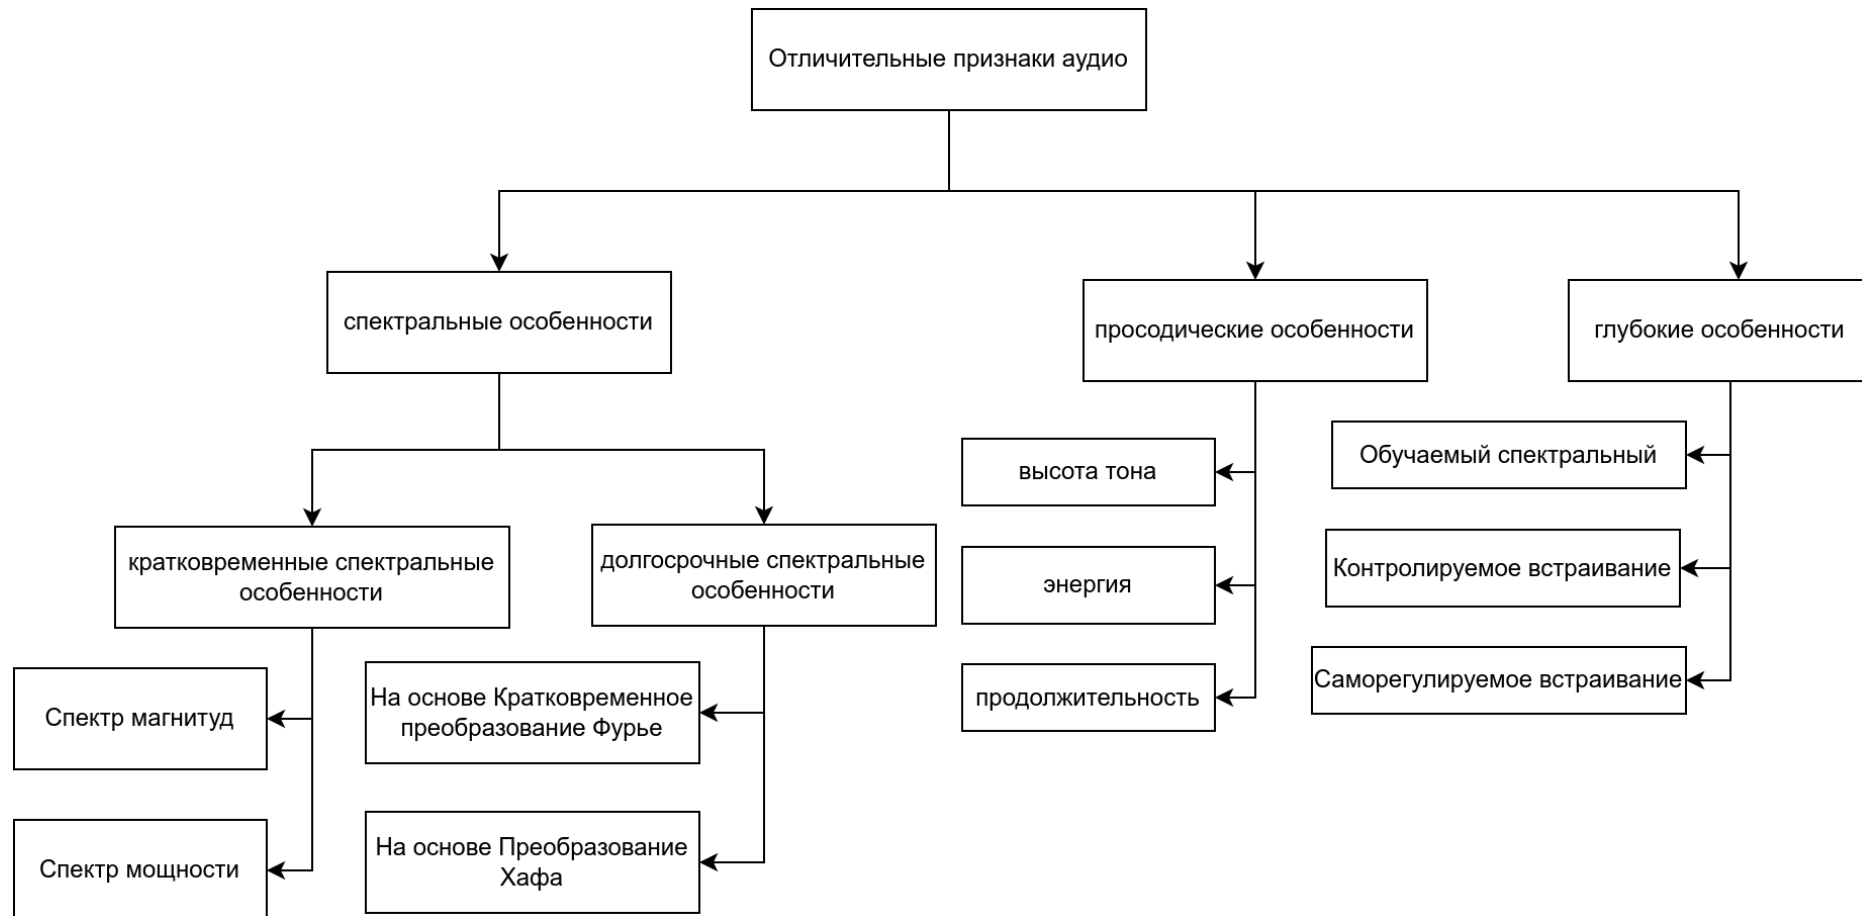 Отличительные признаки аудио
спектральные особенности
просодические особенности
глубокие особенности
кратковременные спектральные
особенности
долгосрочные спектральные
особенности
высота тона
энергия
продолжительность
Обучаемый спектральный
Контролируемое встраивание
Саморегулируемое встраивание
Спектр магнитуд
Спектр мощности
На основе Кратковременное
преобразование Фурье
На основе Преобразование
Хафа